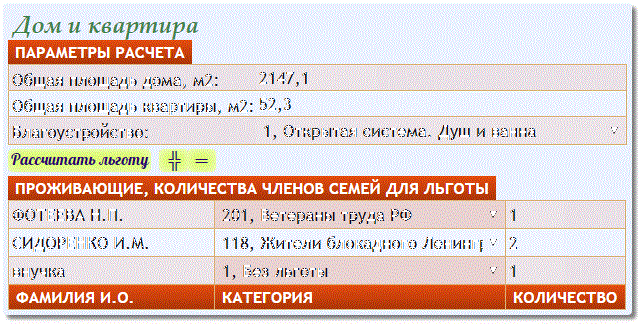 Дом и квартира
ПАРАМЕТРЫ РАСЧЕТА
Общая площадь дома, м2: 2147,1
Общая площадь квартиры, м2: 52,3
Благоустройство: 1, Открытая система. Душ и ванна
Рассчитать льготу
ПРОЖИВАЮЩИЕ, КОЛИЧЕСТВА ЧЛЕНОВ СЕМЕЙ ДЛЯ ЛЬГОТЫ
201, Ветераны труда РФ 1
СИДОРЕНКО И.М. 118, Жители блокадного Ленингр 2
внучка 1, Без льготы 1
ФАМИЛИЯ И.О. КАТЕГОРИЯ КОЛИЧЕСТВО